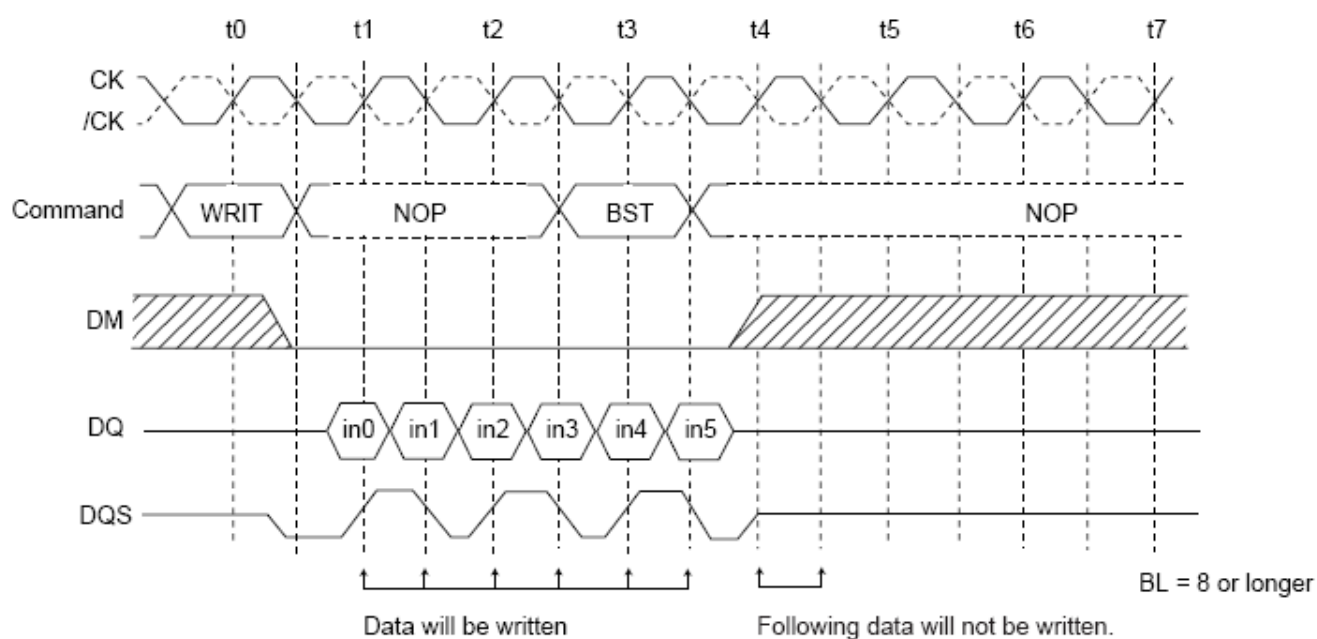 t0 t1 t2 t3 t4 t5 t6 t7
CK
/CK
Command WRIT NOP BST NOP
DM
DQ in0 in1 in2 in3 in4 in5
DQS
BL = 8 or longer
Data will be written Following data will not be written.